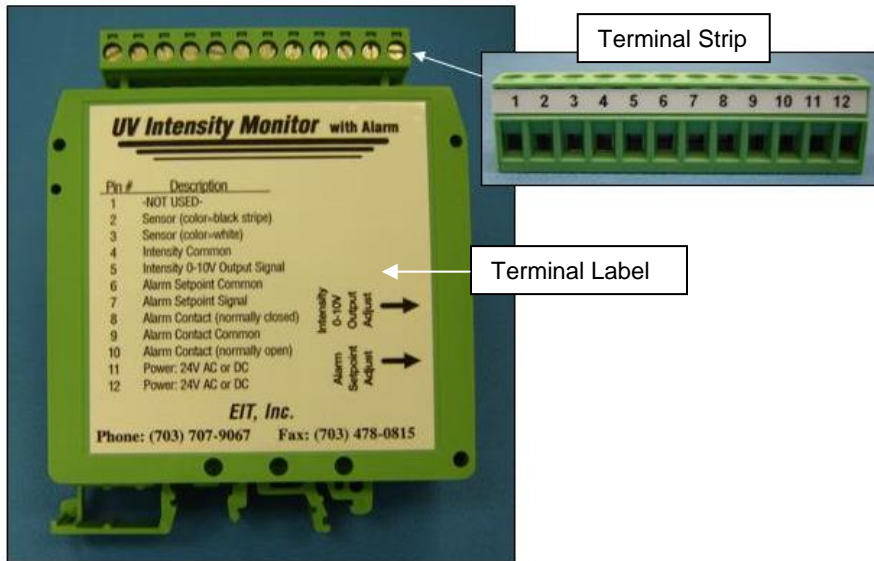 Terminal Strip
1 2 3 4 5 6 7 8 9 10 11 12
UV Intensity Monitor with Alarm
Pin # Description
1 -NOT USED-
2 Sensor (color=black stripe)
3 Sensor (color=white)
4 Intensity Common
5 Intensity 0-10V Output Signal
6 Alarm Setpoint Common
7 Alarm Setpoint Signal
8 Alarm Contact (normally closed)
9 Alarm Contact Common
10 Alarm Contact (normally open)
11 Power: 24V AC or DC
12 Power: 24V AC or DC
Terminal Label
Intensity
0-10V
Output
Adjust
Alarm
Setpoint
Adjust
EIT, Inc.
Phone: (703) 707-9067 Fax: (703) 478-0815